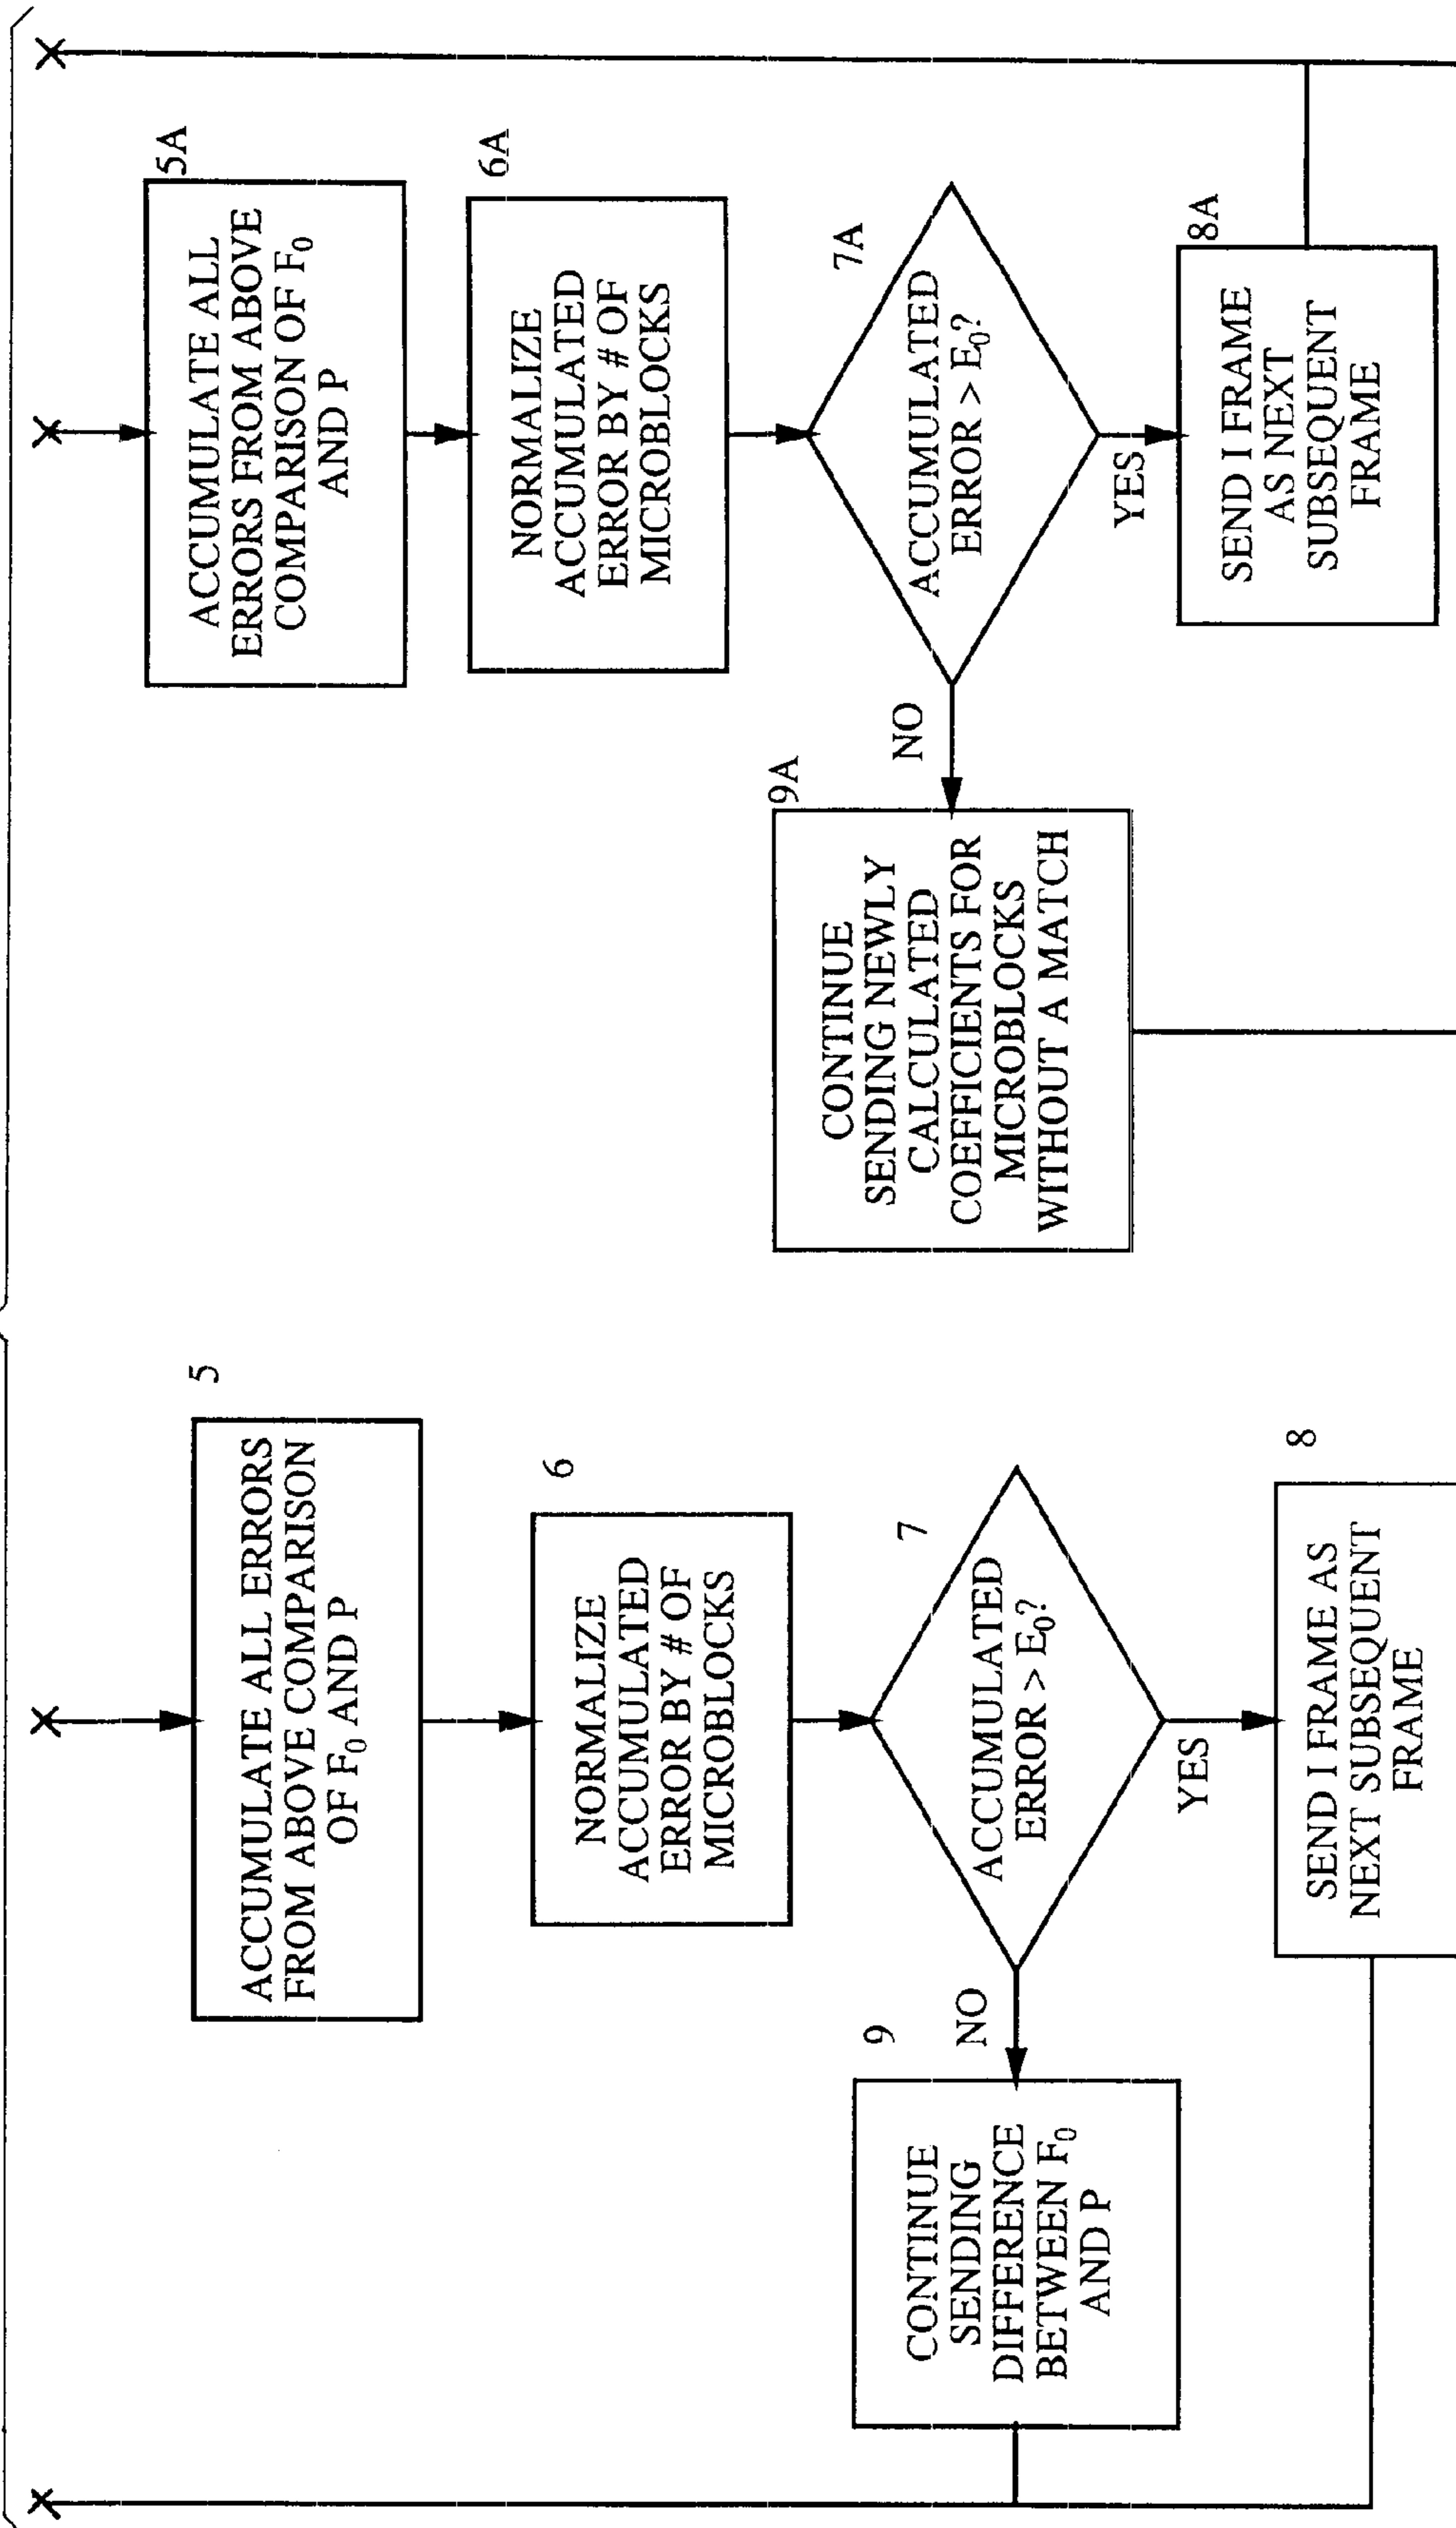 5
ACCUMULATE ALL ERRORS
FROM ABOVE COMPARISON
OF F₀ AND P
6
NORMALIZE
ACCUMULATED
ERROR BY # OF
MICROBLOCKS
7
ACCUMULATED
ERROR > E₀?
NO
YES
9
CONTINUE
SENDING
DIFFERENCE
BETWEEN F₀
AND P
8
SEND I FRAME AS
NEXT SUBSEQUENT
FRAME
5A
ACCUMULATE ALL
ERRORS FROM ABOVE
COMPARISON OF F₀
AND P
6A
NORMALIZE
ACCUMULATED
ERROR BY # OF
MICROBLOCKS
7A
ACCUMULATED
ERROR > E₀?
NO
YES
9A
CONTINUE
SENDING NEWLY
CALCULATED
COEFFICIENTS FOR
MICROBLOCKS
WITHOUT A MATCH
8A
SEND I FRAME
AS NEXT
SUBSEQUENT
FRAME